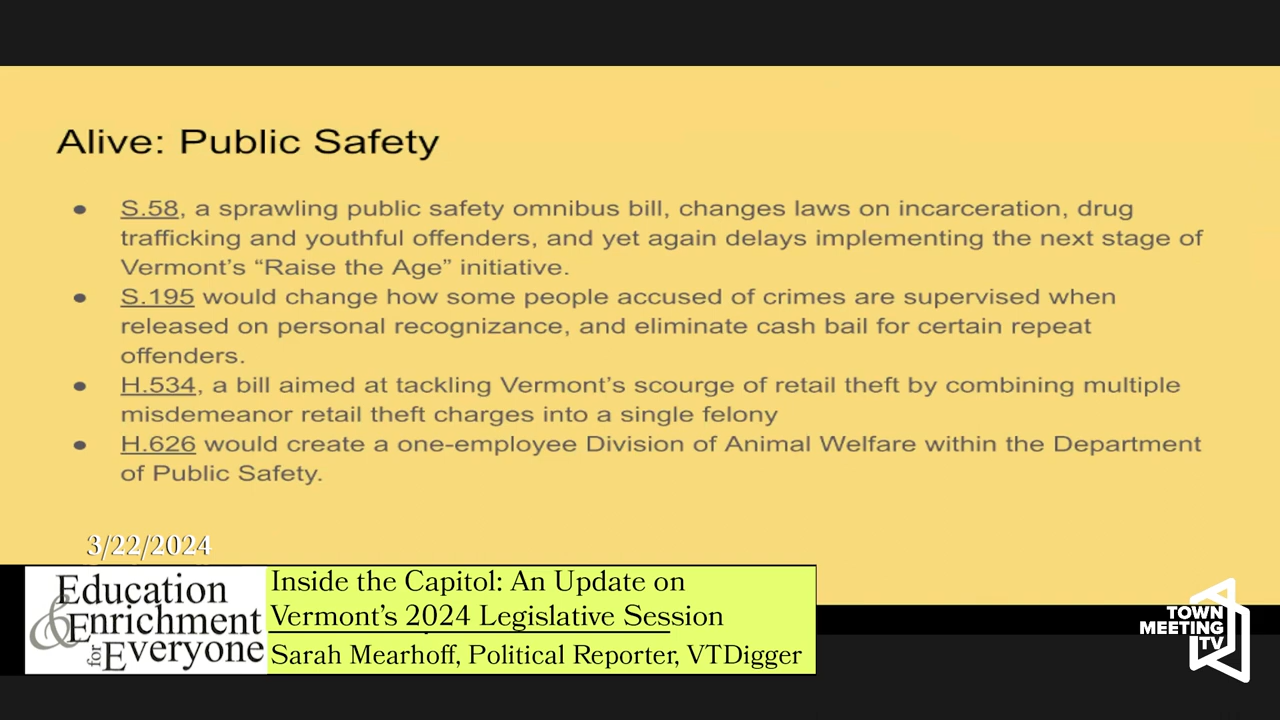 Alive: Public Safety
● S.58, a sprawling public safety omnibus bill, changes laws on incarceration, drug
trafficking and youthful offenders, and yet again delays implementing the next stage of
Vermont's “Raise the Age” initiative.
● S.195 would change how some people accused of crimes are supervised when
released on personal recognizance, and eliminate cash bail for certain repeat
offenders.
● H.534, a bill aimed at tackling Vermont's scourge of retail theft by combining multiple
misdemeanor retail theft charges into a single felony
● H.626 would create a one-employee Division of Animal Welfare within the Department
of Public Safety.
3/22/2024
Education
& Enrichment
for Everyone
Inside the Capitol: An Update on
Vermont's 2024 Legislative Session
Sarah Mearhoff, Political Reporter, VTDigger
TOWN
MEETING
TV